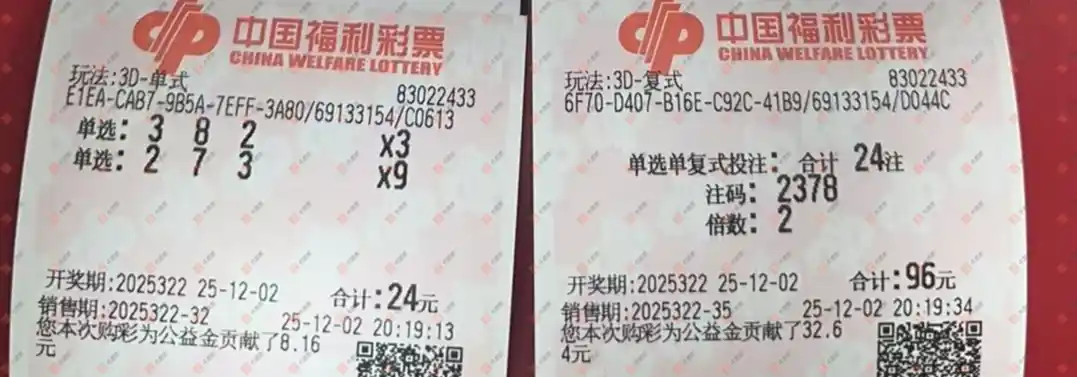 中国福利彩票
CHINA WELFARE LOTTERY
玩法:3D-单式 83022433
E1EA-CAB7-9B5A-7EFF-3A80/69133154/C0613
单选: 3 8 2 x3
单选: 2 7 3 x9
开奖期:2025322 25-12-02 合计:24元
销售期:2025322-32 25-12-02 20:19:13
您本次购彩为公益金贡献了8.16
元
中国福利彩票
CHINA WELFARE LOTTERY
玩法:3D-复式 83022433
6F70-D407-B16E-C92C-41B9/69133154/D044C
单选单复式投注: 合计 24注
注码: 2378
倍数: 2
开奖期:2025322 25-12-02 合计:96元
销售期:2025322-35 25-12-02 20:19:34
您本次购彩为公益金贡献了32.6
4元